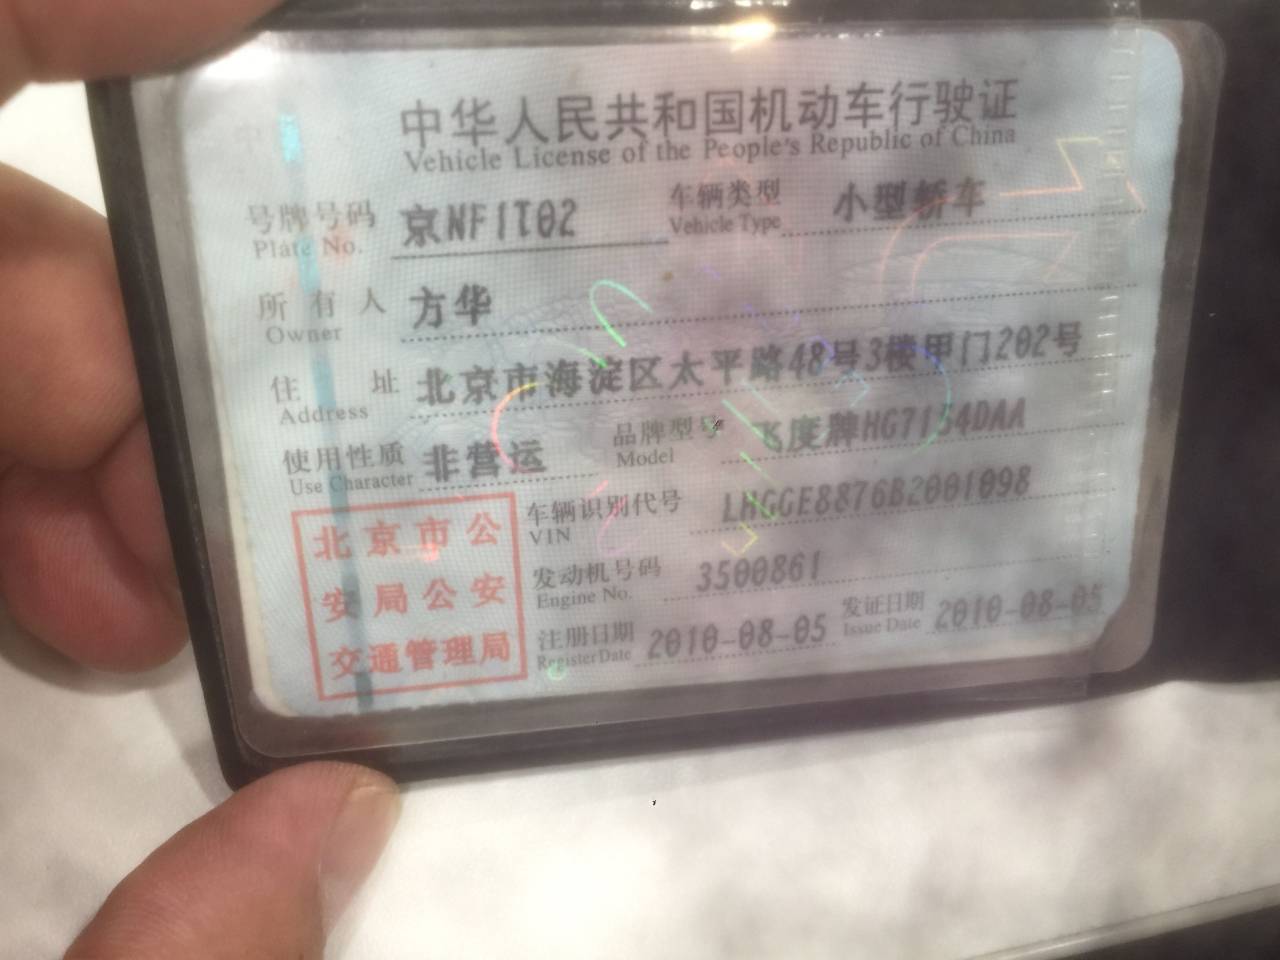 中华人民共和国机动车行驶证
Vehicle License of the People's Republic of China
号牌号码 京NF1T02 车辆类型 小型轿车
Plate No. Vehicle Type
所有人 方华
Owner
住址 北京市海淀区太平路48号3楼甲门202号
Address
使用性质 非营运 品牌型号 飞度牌HG7154DAA
Use Character Model
车辆识别代号 LHGGE8876B2001098
VIN
发动机号码 3500861
Engine No.
注册日期 2010-08-05 发证日期 2010-08-05
Register Date Issue Date
北京市公
安局公安
交通管理局